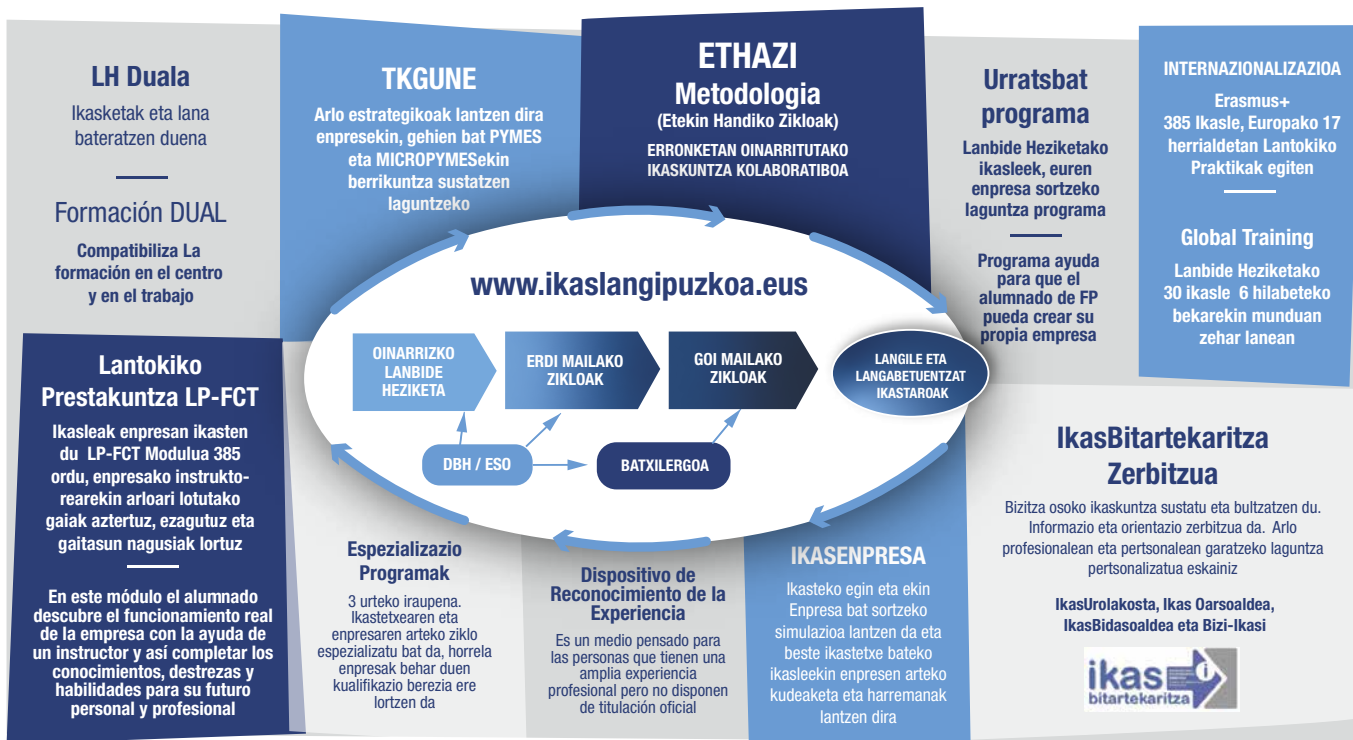 LH Duala
Ikasketak eta lana
bateratzen duena
Formación DUAL
Compatibiliza La
formación en el centro
y en el trabajo
TKGUNE
Arlo estrategikoak lantzen dira
enpresekin, gehien bat PYMES
eta MICROPYMESekin
berrikuntza sustatzen
laguntzeko
ETHAZI
Metodologia
(Etekin Handiko Zikloak)
ERRONKETAN OINARRITUTAKO
IKASKUNTZA KOLABORATIBOA
Urratsbat
programa
Lanbide Heziketako
ikasleek, euren
enpresa sortzeko
laguntza programa
Programa ayuda
para que el
alumnado de FP
pueda crear su
propia empresa
INTERNAZIONALIZAZIOA
Erasmus+
385 Ikasle, Europako 17
herrialdetan Lantokiko
Praktikak egiten
Global Training
Lanbide Heziketako
30 ikasle 6 hilabeteko
bekarekin munduan
zehar lanean
www.ikaslangipuzkoa.eus
OINARRIZKO
LANBIDE
HEZIKETA
ERDI MAILAKO
ZIKLOAK
GOI MAILAKO
ZIKLOAK
LANGILE ETA
LANGABETUENTZAT
IKASTAROAK
DBH / ESO
BATXILERGOA
Lantokiko
Prestakuntza LP-FCT
Ikasleak enpresan ikasten
du LP-FCT Modulua 385
ordu, enpresako instrukto-
rearekin arloari lotutako
gaiak aztertuz, ezagutuz eta
gaitasun nagusiak lortuz
En este módulo el alumnado
descubre el funcionamiento real
de la empresa con la ayuda de
un instructor y así completar los
conocimientos, destrezas y
habilidades para su futuro
personal y profesional
Espezializazio
Programak
3 urteko iraupena.
Ikastetxearen eta
enpresaren arteko ziklo
espezializatu bat da, horrela
enpresak behar duen
kualifikazio berezia ere
lortzen da
Dispositivo de
Reconocimiento de la
Experiencia
Es un medio pensado para
las personas que tienen una
amplia experiencia
profesional pero no disponen
de titulación oficial
IKASENPRESA
Ikasteko egin eta ekin
Enpresa bat sortzeko
simulazioa lantzen da eta
beste ikastetxe bateko
ikasleekin enpresen arteko
kudeaketa eta harremanak
lantzen dira
IkasBitartekaritza
Zerbitzua
Bizitza osoko ikaskuntza sustatu eta bultzatzen du.
Informazio eta orientazio zerbitzua da. Arlo
profesionalean eta pertsonalean garatzeko laguntza
pertsonalizatua eskainiz
IkasUrolakosta, Ikas Oarsoaldea,
IkasBidasoaldea eta Bizi-Ikasi
ikas
bitartekaritza
i